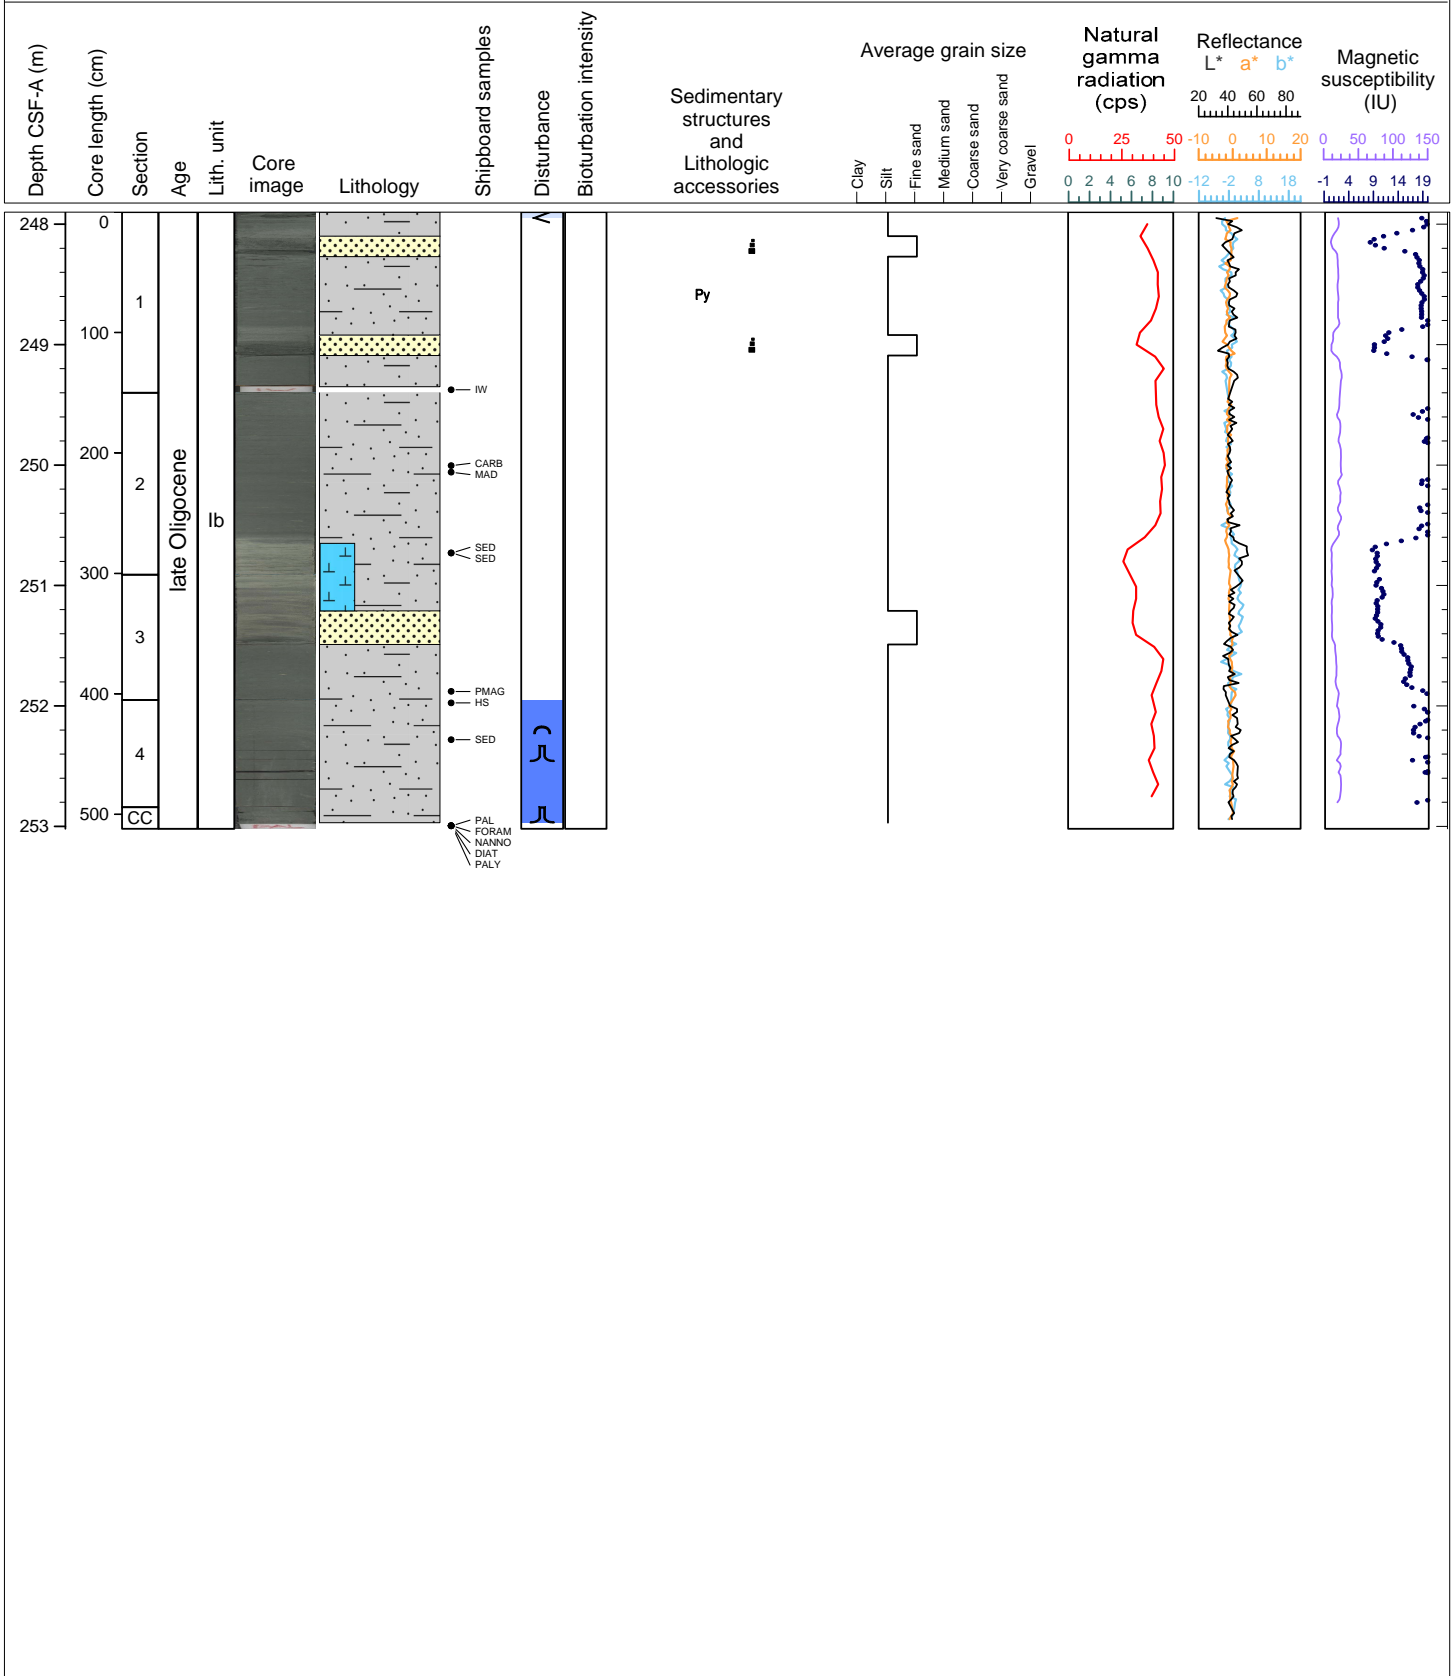 Depth CSF-A (m)
Core length (cm)
Section
Age
Lith. unit
Core
image
Lithology
Shipboard samples
Disturbance
Bioturbation intensity
Sedimentary
structures
and
Lithologic
accessories
Average grain size
Clay
Silt
Fine sand
Medium sand
Coarse sand
Very coarse sand
Gravel
Natural
gamma
radiation
(cps)
0 25 50
0 2 4 6 8 10
Reflectance
L* a* b*
20 40 60 80
-10 0 10 20
-12 -2 8 18
Magnetic
susceptibility
(IU)
0 50 100 150
-1 4 9 14 19
248
249
250
251
252
253
0
100
200
300
400
500
1
2
3
4
CC
late Oligocene
Ib
IW
CARB
MAD
SED
SED
PMAG
HS
SED
PAL
FORAM
NANNO
DIAT
PALY
Py